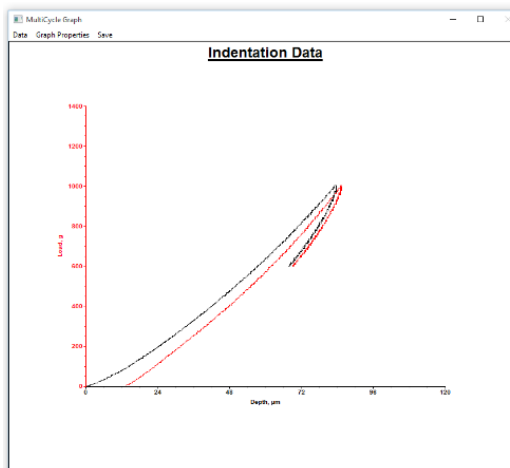 MultiCycle Graph
Data Graph Properties Save
Indentation Data
1400
1200
1000
800
600
400
200
0
Load, g
0 24 48 72 96 120
Depth, µm